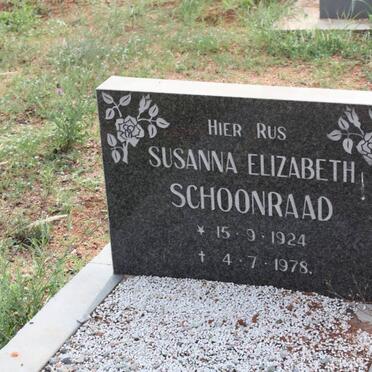 HIER RUS
SUSANNA ELIZABETH
SCHOONRAAD
* 15 · 9 · 1924
† 4 · 7 · 1978.